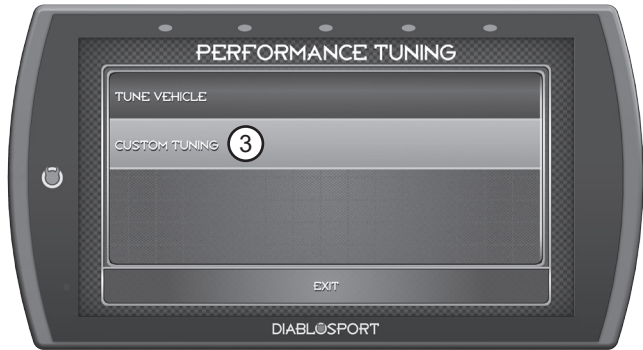 PERFORMANCE TUNING
TUNE VEHICLE
CUSTOM TUNING 3
EXIT
DIABLOSPORT